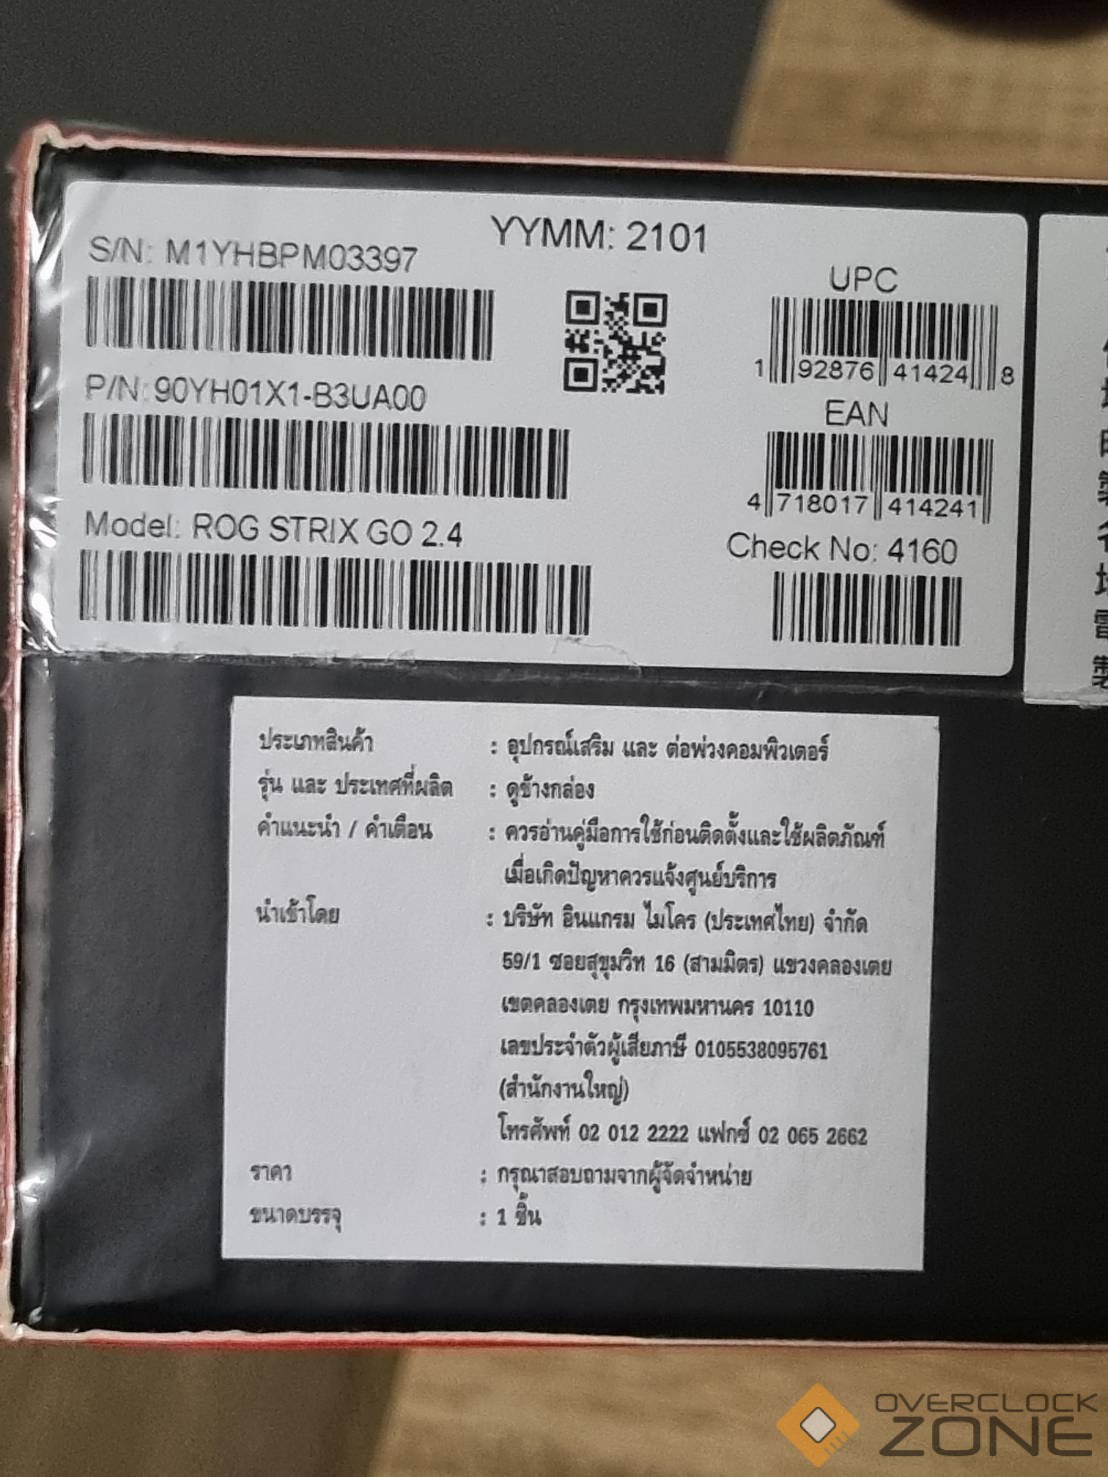 YYMM: 2101
S/N: M1YHBPM03397
UPC
1 92876 41424 8
P/N: 90YH01X1-B3UA00
EAN
4 718017 414241
Model: ROG STRIX GO 2.4
Check No: 4160
ประเภทสินค้า : อุปกรณ์เสริม และ ต่อพ่วงคอมพิวเตอร์
รุ่น และ ประเทศที่ผลิต : ดูข้างกล่อง
คำแนะนำ / คำเตือน : ควรอ่านคู่มือการใช้ก่อนติดตั้งและใช้ผลิตภัณฑ์
เมื่อเกิดปัญหาควรแจ้งศูนย์บริการ
นำเข้าโดย : บริษัท อินแกรม ไมโคร (ประเทศไทย) จำกัด
59/1 ซอยสุขุมวิท 16 (สามมิตร) แขวงคลองเตย
เขตคลองเตย กรุงเทพมหานคร 10110
เลขประจำตัวผู้เสียภาษี 0105538095761
(สำนักงานใหญ่)
โทรศัพท์ 02 012 2222 แฟกซ์ 02 065 2662
ราคา : กรุณาสอบถามจากผู้จัดจำหน่าย
ขนาดบรรจุ : 1 ชิ้น
OVERCLOCK
ZONE